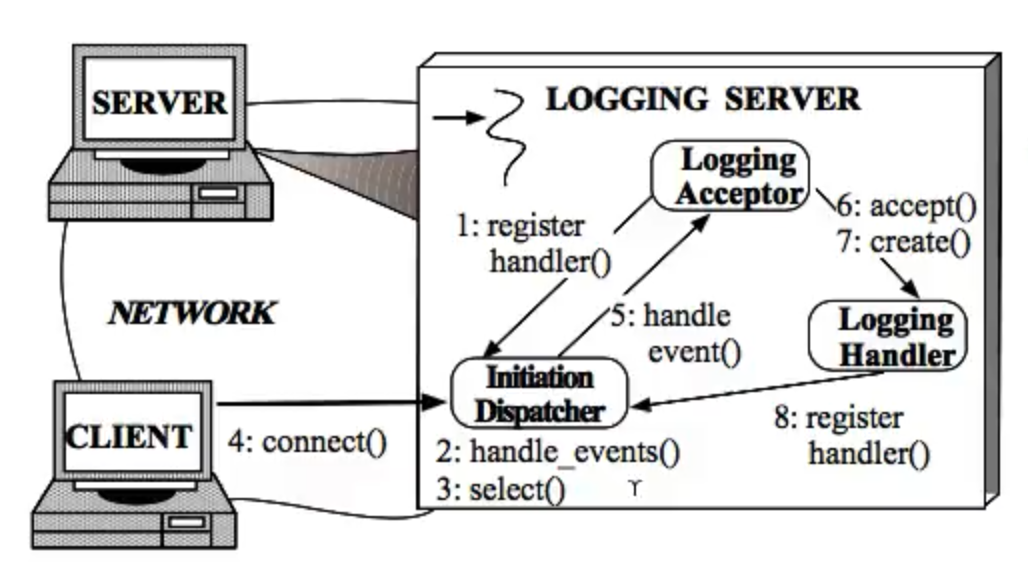 SERVER
LOGGING SERVER
Logging
Acceptor
1: register
handler()
6: accept()
7: create()
NETWORK
5: handle
event()
Logging
Handler
Initiation
Dispatcher
CLIENT
4: connect()
2: handle_events()
3: select()
8: register
handler()